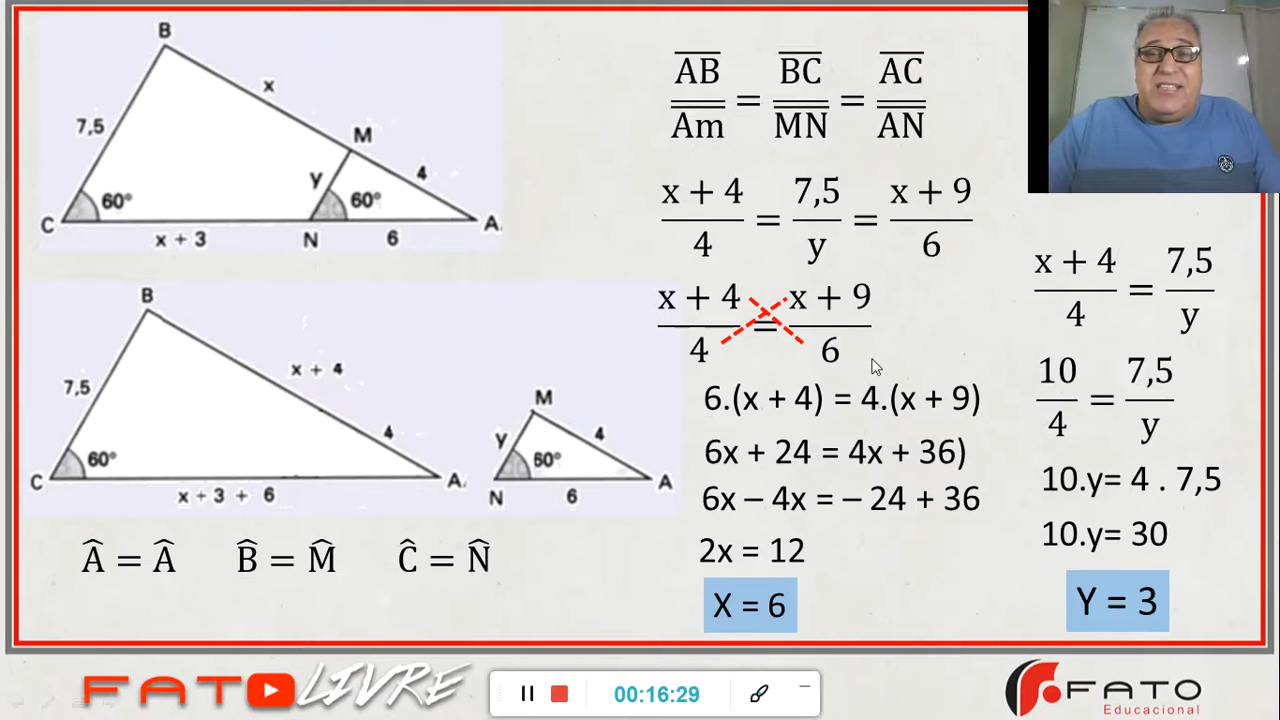 B
x
7,5
M
y
4
60°
60°
C
x + 3
N
6
A
B
7,5
x + 4
4
60°
C
x + 3 + 6
A
M
y
4
60°
N
6
A
Â = Â B̂ = M̂ Ĉ = N̂
AB/Am = BC/MN = AC/AN
x + 4/4 = 7,5/y = x + 9/6
x + 4/4 = x + 9/6
6.(x + 4) = 4.(x + 9)
6x + 24 = 4x + 36)
6x – 4x = – 24 + 36
2x = 12
X = 6
x + 4/4 = 7,5/y
10/4 = 7,5/y
10.y= 4 . 7,5
10.y= 30
Y = 3
FATO LIVRE
00:16:29
FATO
Educacional